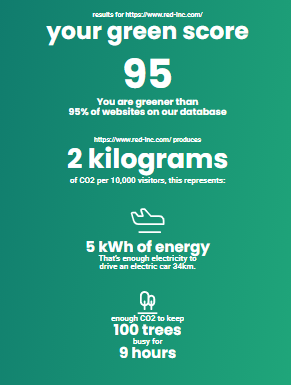 results for https://www.red-inc.com/
your green score
95
You are greener than
95% of websites on our database
https://www.red-inc.com/ produces
2 kilograms
of CO2 per 10,000 visitors, this represents:
5 kWh of energy
That's enough electricity to
drive an electric car 34km.
enough CO2 to keep
100 trees
busy for
9 hours